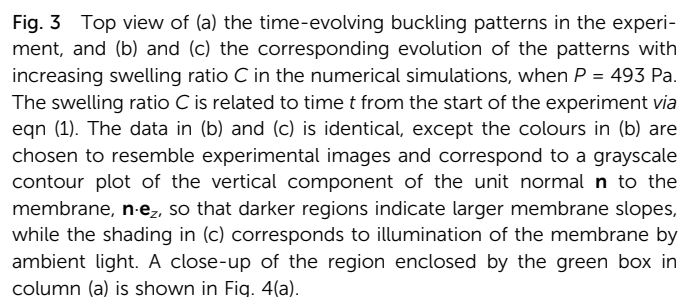 Fig. 3 Top view of (a) the time-evolving buckling patterns in the experi-
ment, and (b) and (c) the corresponding evolution of the patterns with
increasing swelling ratio C in the numerical simulations, when P = 493 Pa.
The swelling ratio C is related to time t from the start of the experiment via
eqn (1). The data in (b) and (c) is identical, except the colours in (b) are
chosen to resemble experimental images and correspond to a grayscale
contour plot of the vertical component of the unit normal n to the
membrane, n·e_z, so that darker regions indicate larger membrane slopes,
while the shading in (c) corresponds to illumination of the membrane by
ambient light. A close-up of the region enclosed by the green box in
column (a) is shown in Fig. 4(a).